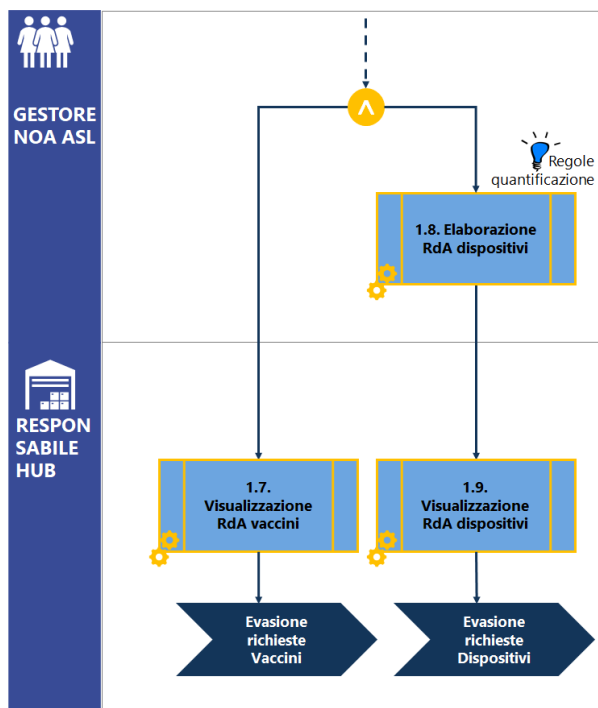 GESTORE
NOA ASL
Regole
quantificazione
1.8. Elaborazione
RdA dispositivi
RESPON
SABILE
HUB
1.7.
Visualizzazione
RdA vaccini
1.9.
Visualizzazione
RdA dispositivi
Evasione
richieste
Vaccini
Evasione
richieste
Dispositivi